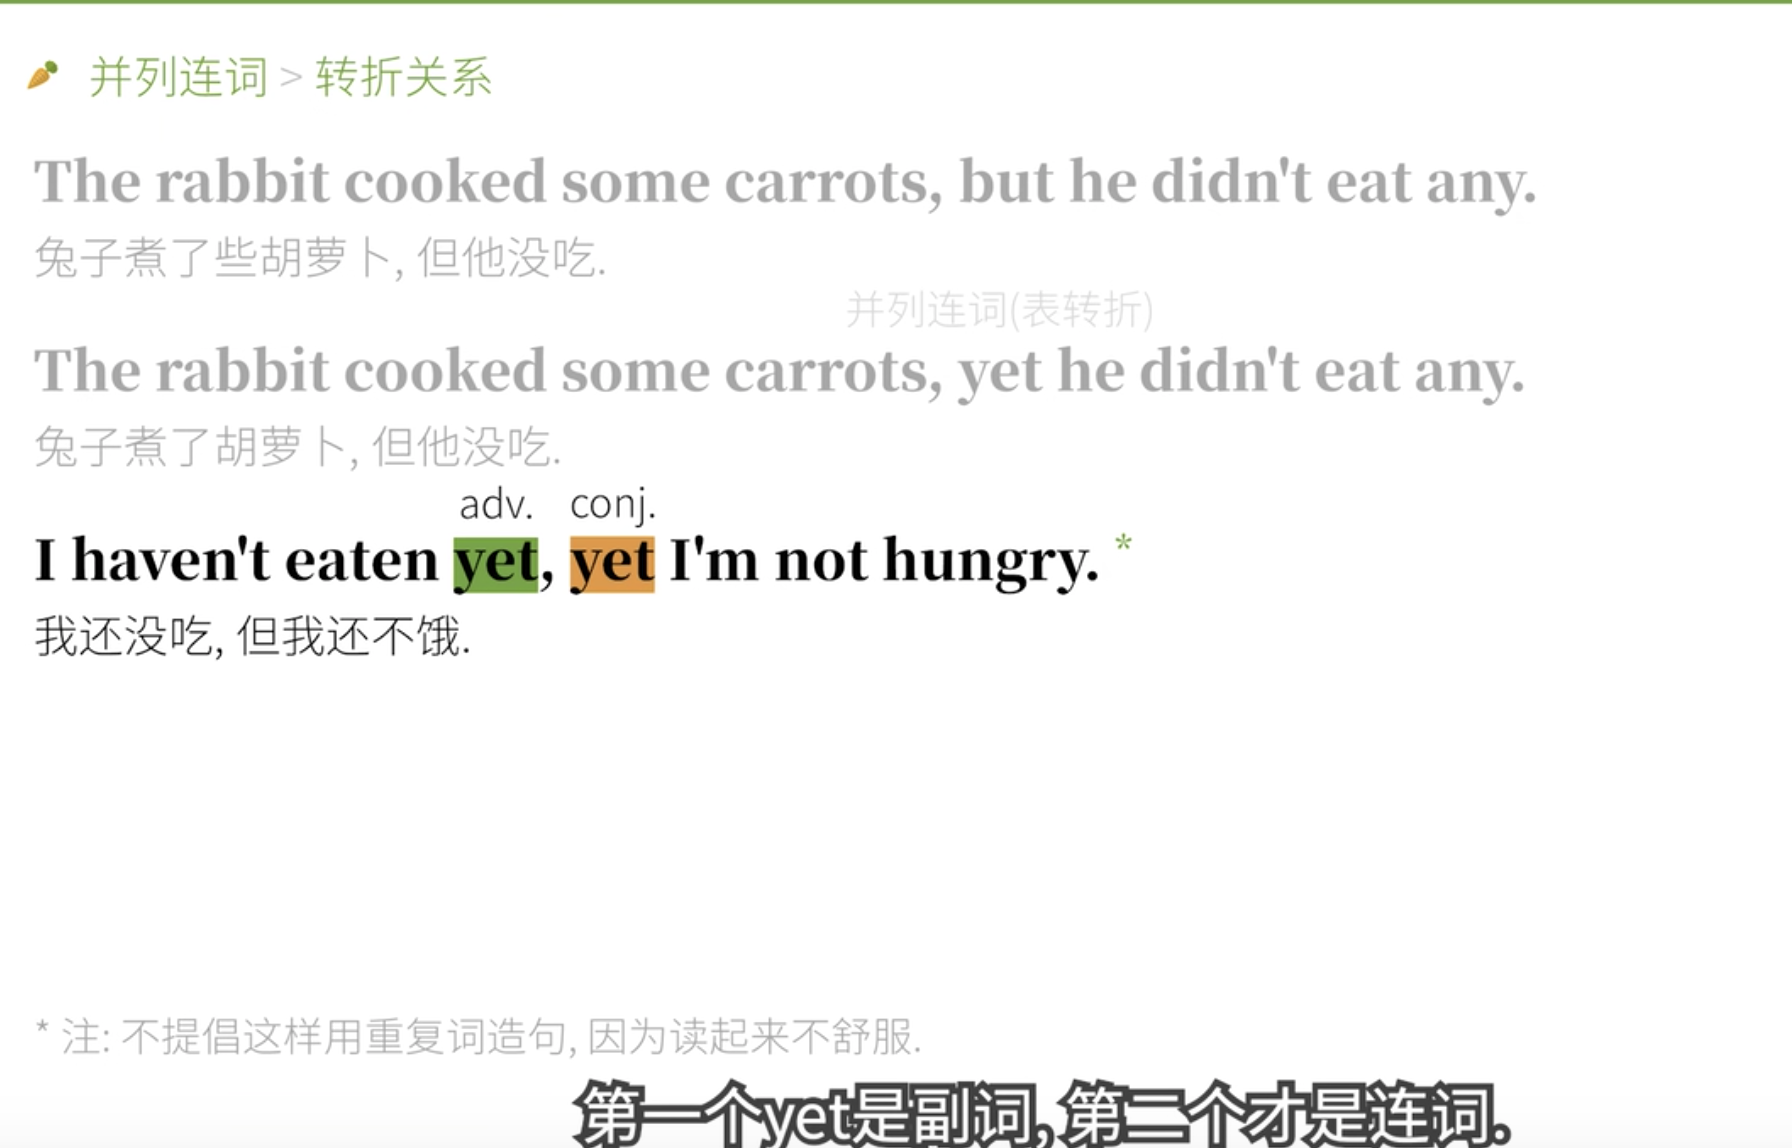 并列连词 > 转折关系
The rabbit cooked some carrots, but he didn't eat any.
兔子煮了些胡萝卜, 但他没吃.
并列连词(表转折)
The rabbit cooked some carrots, yet he didn't eat any.
兔子煮了胡萝卜, 但他没吃.
adv. conj.
I haven't eaten yet, yet I'm not hungry. *
我还没吃, 但我还不饿.
* 注: 不提倡这样用重复词造句, 因为读起来不舒服.
第一个yet是副词, 第二个才是连词.